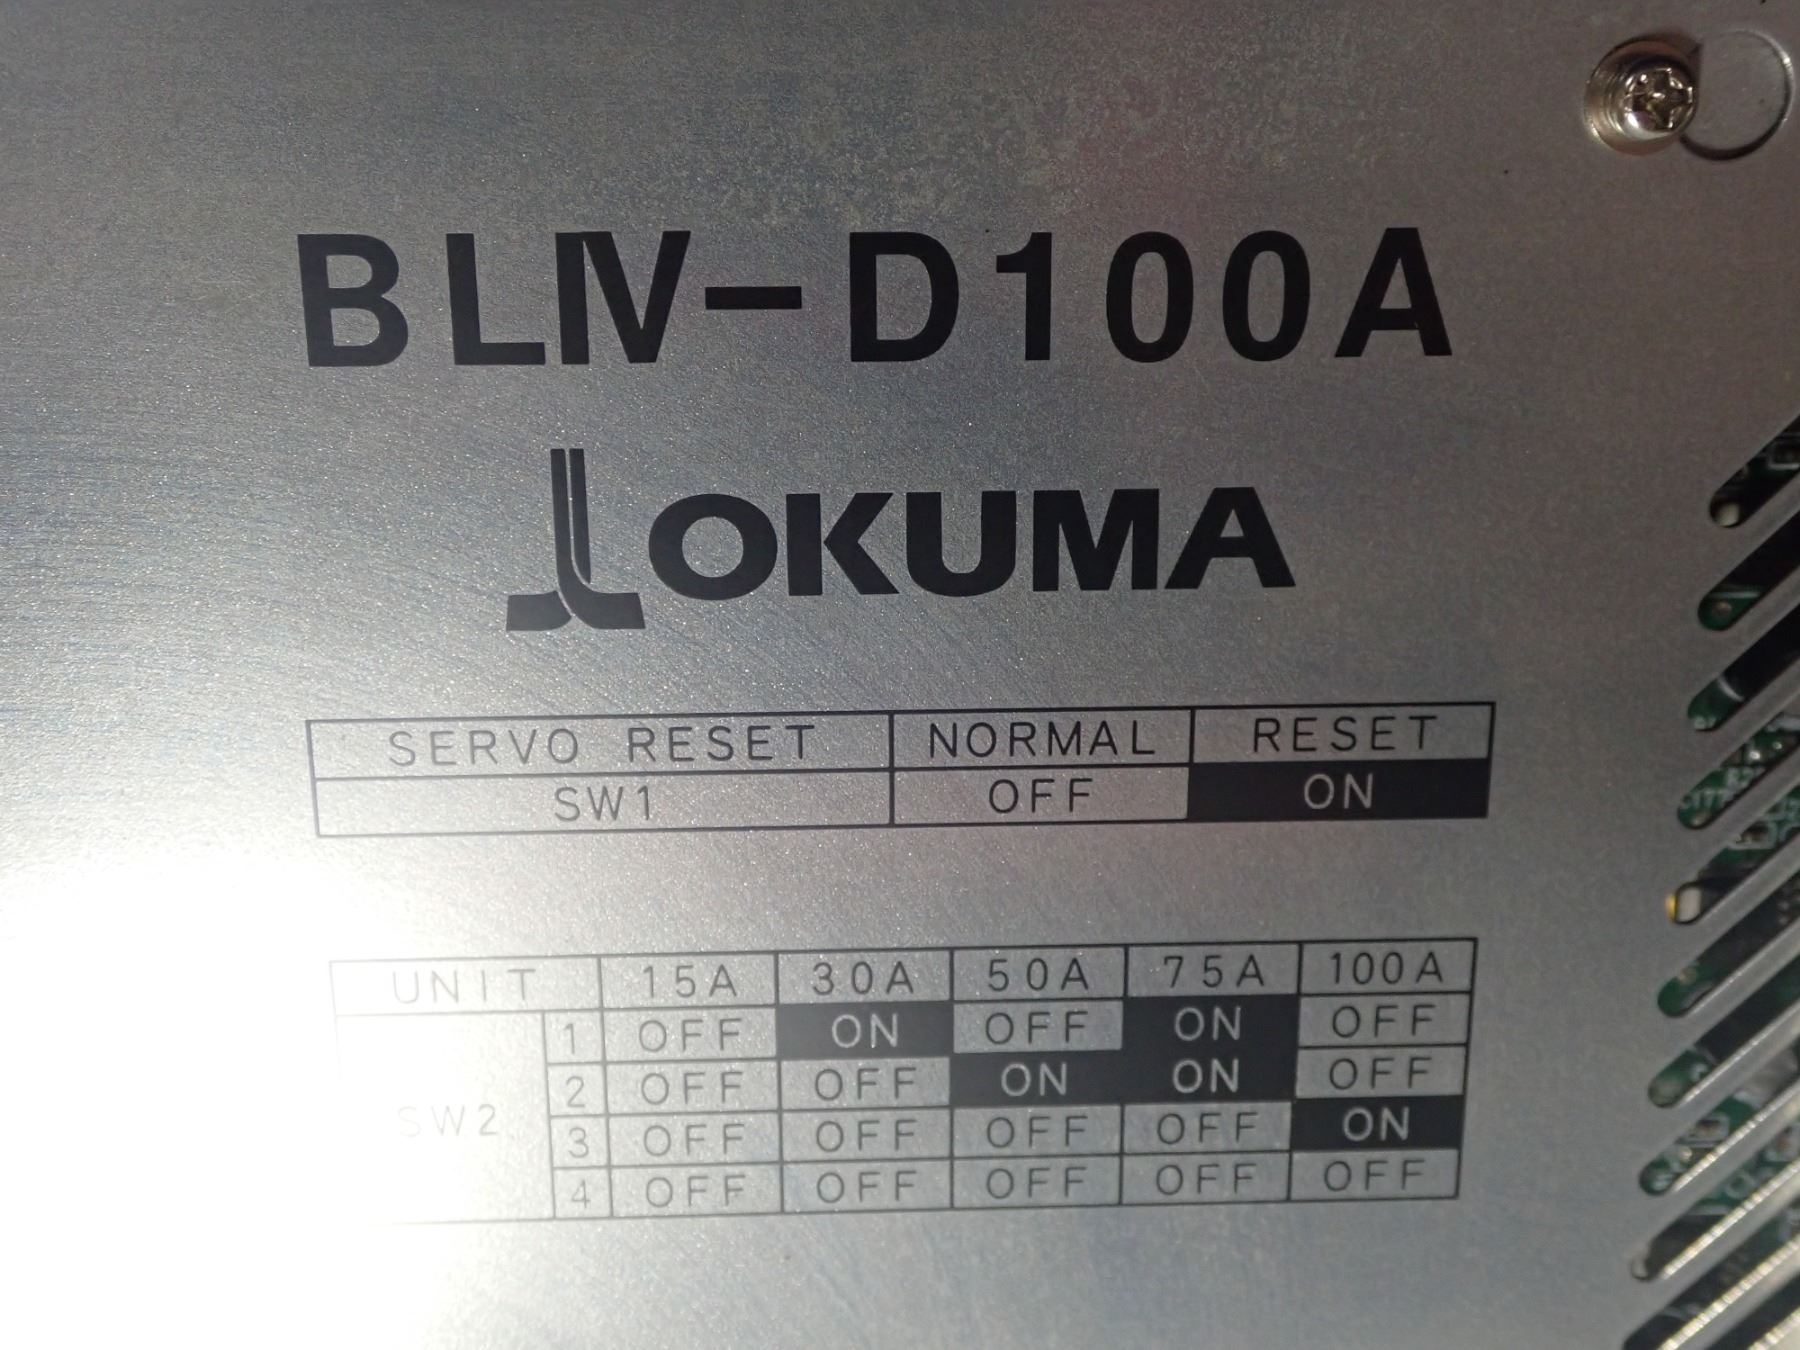 BLIV-D100A
OKUMA
SERVO RESET NORMAL RESET
SW1 OFF ON
UNIT 15A 30A 50A 75A 100A
1 OFF ON OFF ON OFF
2 OFF OFF ON ON OFF
SW2
3 OFF OFF OFF OFF ON
4 OFF OFF OFF OFF OFF